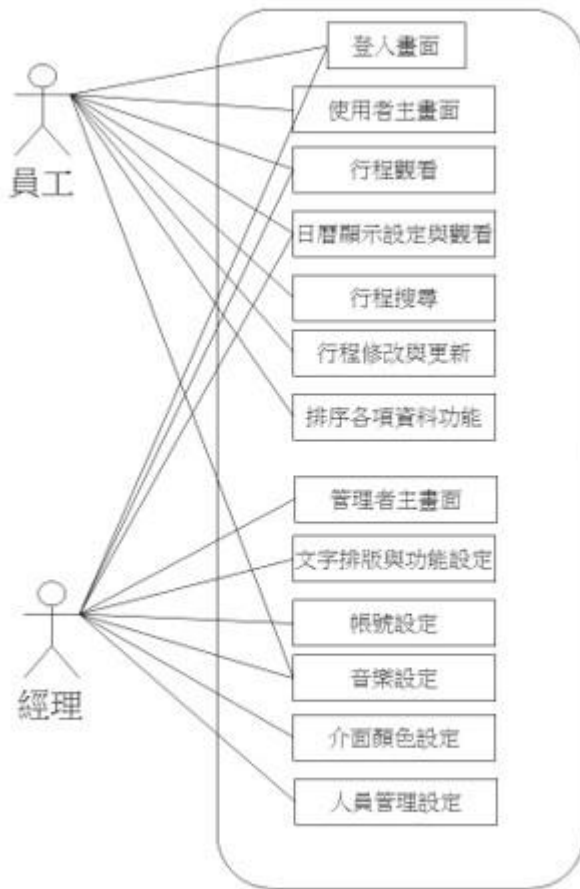 登入畫面
使用者主畫面
員工
行程觀看
日曆顯示設定與觀看
行程搜尋
行程修改與更新
排序各項資料功能
管理者主畫面
文字排版與功能設定
帳號設定
經理
音樂設定
介面顏色設定
人員管理設定